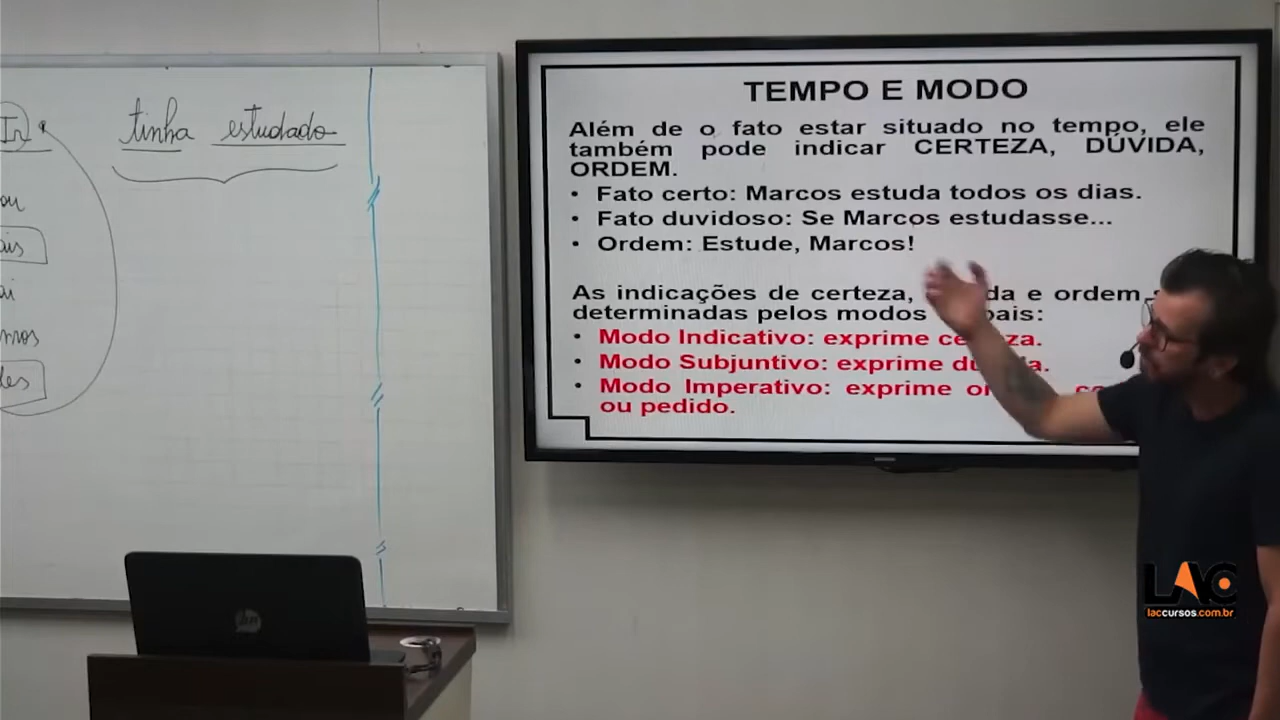 tinha estudado
TEMPO E MODO
Além de o fato estar situado no tempo, ele
também pode indicar CERTEZA, DÚVIDA,
ORDEM.
• Fato certo: Marcos estuda todos os dias.
• Fato duvidoso: Se Marcos estudasse...
• Ordem: Estude, Marcos!
As indicações de certeza, e ordem
determinadas pelos modos
• Modo Indicativo: exprime
• Modo Subjuntivo: exprime
• Modo Imperativo: exprime
ou pedido.
hp
LAC
laccursos.com.br